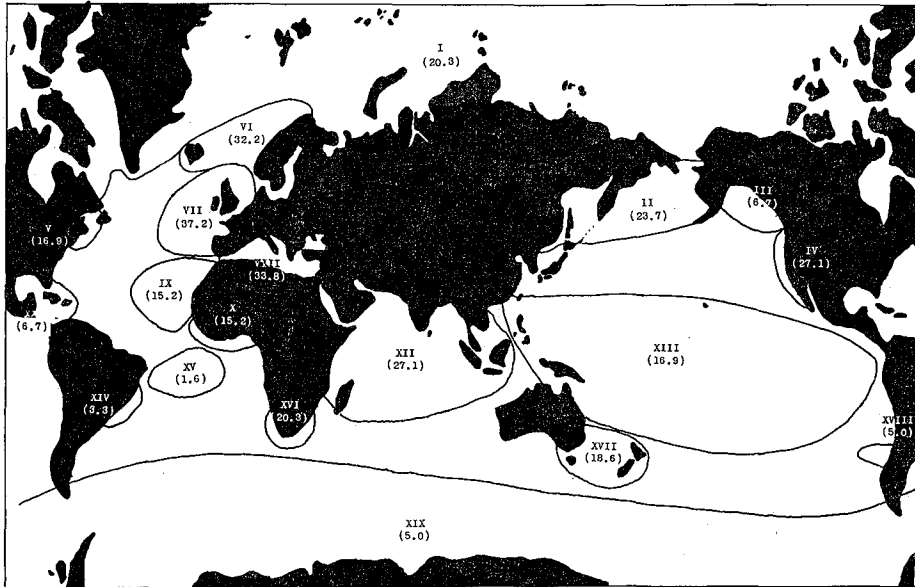 I
(20.3)
VI
(32.2)
III
(6.7)
II
(23.7)
VII
(37.2)
V
(16.9)
IV
(27.1)
VXII
(33.8)
IX
(15.2)
X
(15.2)
(6.7)
XII
(27.1)
XIII
(16.9)
XV
(1.6)
XIV
(3.3)
XVI
(20.3)
XVIII
(5.0)
XVII
(18.6)
XIX
(5.0)